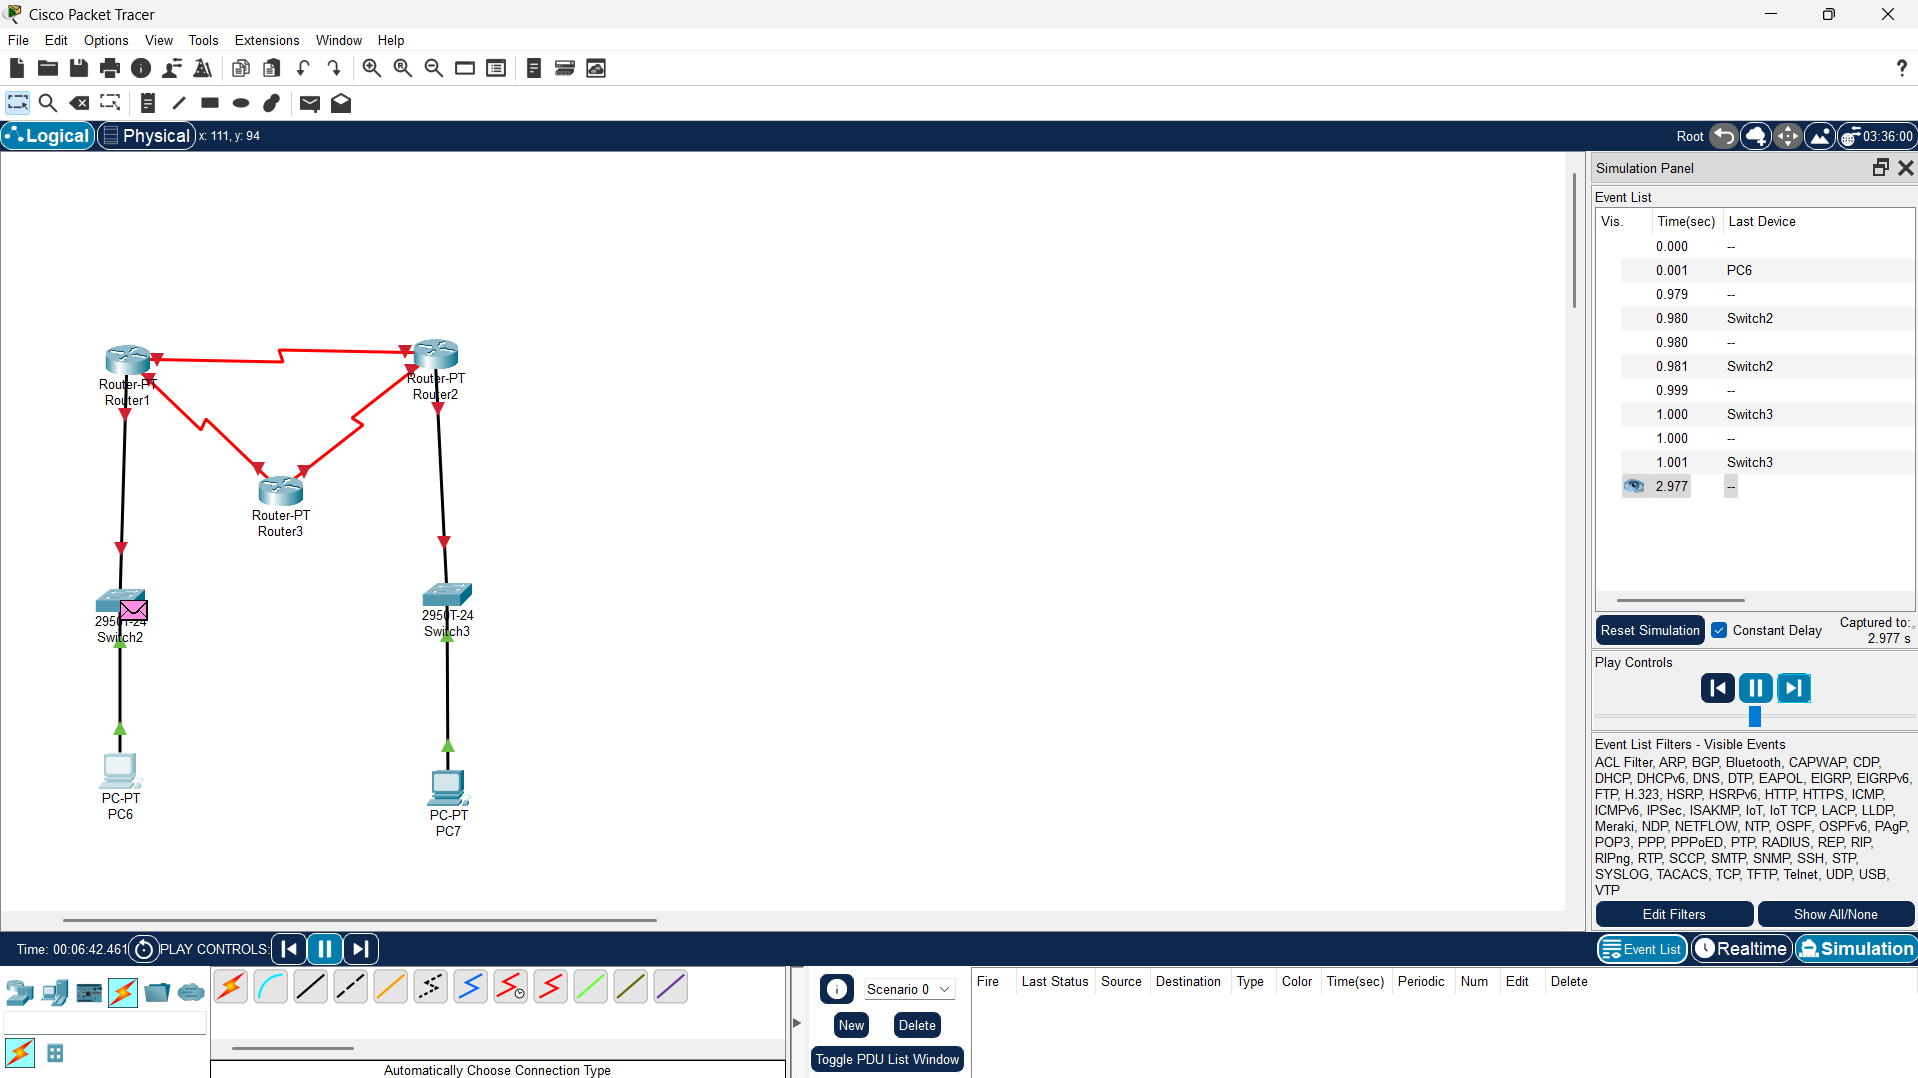 Cisco Packet Tracer
File Edit Options View Tools Extensions Window Help
Logical Physical x: 111, y: 94 Root 03:36:00
Simulation Panel
Event List
Vis. Time(sec) Last Device
0.000 --
0.001 PC6
0.979 --
0.980 Switch2
0.980 --
0.981 Switch2
0.999 --
1.000 Switch3
1.000 --
1.001 Switch3
2.977 --
Reset Simulation Constant Delay Captured to:
2.977 s
Play Controls
Event List Filters - Visible Events
ACL Filter, ARP, BGP, Bluetooth, CAPWAP, CDP,
DHCP, DHCPv6, DNS, DTP, EAPOL, EIGRP, EIGRPv6,
FTP, H.323, HSRP, HSRPv6, HTTP, HTTPS, ICMP,
ICMPv6, IPSec, ISAKMP, IoT, IoT TCP, LACP, LLDP,
Meraki, NDP, NETFLOW, NTP, OSPF, OSPFv6, PAgP,
POP3, PPP, PPPoED, PTP, RADIUS, REP, RIP,
RIPng, RTP, SCCP, SMTP, SNMP, SSH, STP,
SYSLOG, TACACS, TCP, TFTP, Telnet, UDP, USB,
VTP
Edit Filters Show All/None
Router-PT
Router1
Router-PT
Router2
Router-PT
Router3
2950T-24
Switch2
2950T-24
Switch3
PC-PT
PC6
PC-PT
PC7
Time: 00:06:42.461 PLAY CONTROLS:
Event List Realtime Simulation
Scenario 0
New Delete
Toggle PDU List Window
Fire Last Status Source Destination Type Color Time(sec) Periodic Num Edit Delete
Automatically Choose Connection Type